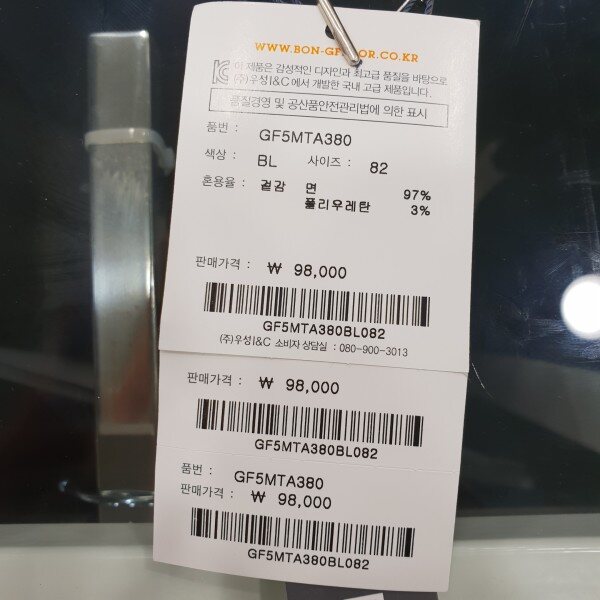 WWW.BON-GFLOOR.CO.KR
이 제품은 감성적인 디자인과 최고급 품질을 바탕으로
(주)우성I&C에서 개발한 국내 고급 제품입니다.
품질경영 및 공산품안전관리법에 의한 표시
품번 : GF5MTA380
색상 : BL 사이즈 : 82
혼용율 : 겉감 면 97%
폴리우레탄 3%
판매가격 : ₩ 98,000
GF5MTA380BL082
(주)우성I&C 소비자 상담실 : 080-900-3013
판매가격 : ₩ 98,000
GF5MTA380BL082
품번 : GF5MTA380
판매가격 : ₩ 98,000
GF5MTA380BL082